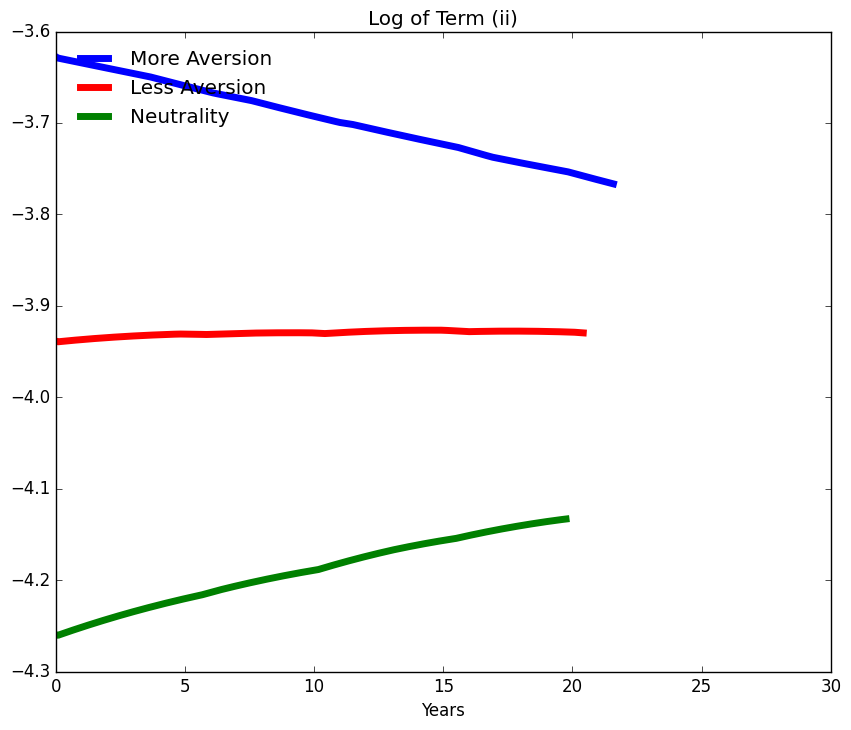 Log of Term (ii)
−3.6
More Aversion
Less Aversion
Neutrality
−3.7
−3.8
−3.9
−4.0
−4.1
−4.2
−4.3
0 5 10 15 20 25 30
Years